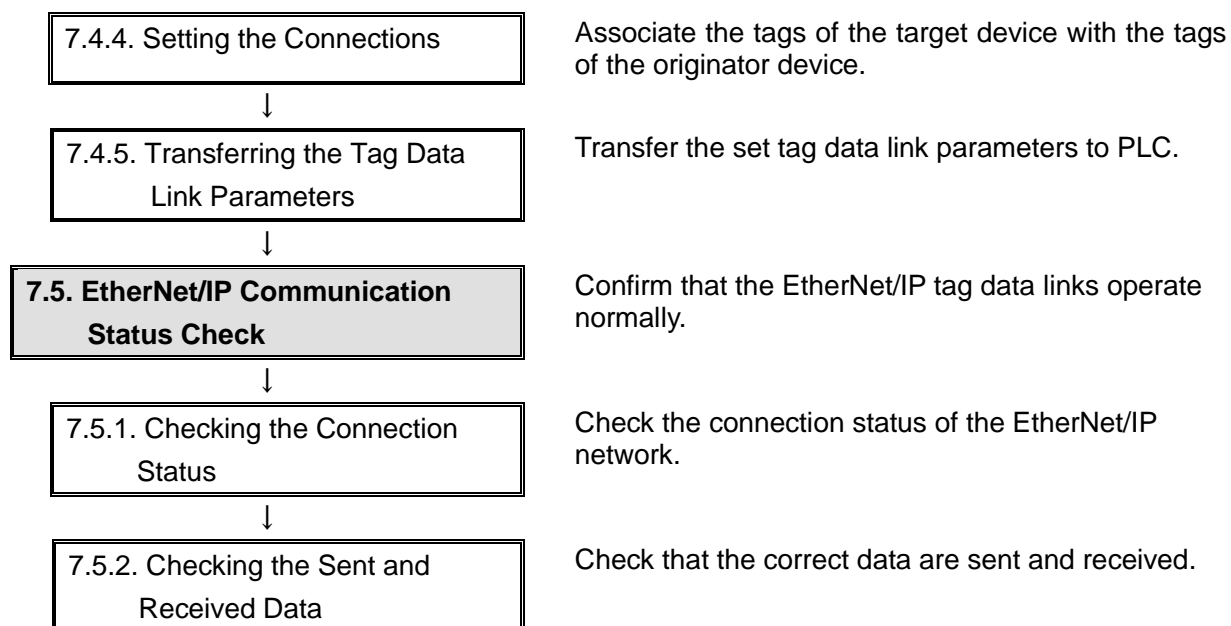 7.4.4. Setting the Connections
Associate the tags of the target device with the tags
of the originator device.
↓
7.4.5. Transferring the Tag Data
Link Parameters
Transfer the set tag data link parameters to PLC.
↓
7.5. EtherNet/IP Communication
Status Check
Confirm that the EtherNet/IP tag data links operate
normally.
↓
7.5.1. Checking the Connection
Status
Check the connection status of the EtherNet/IP
network.
↓
7.5.2. Checking the Sent and
Received Data
Check that the correct data are sent and received.